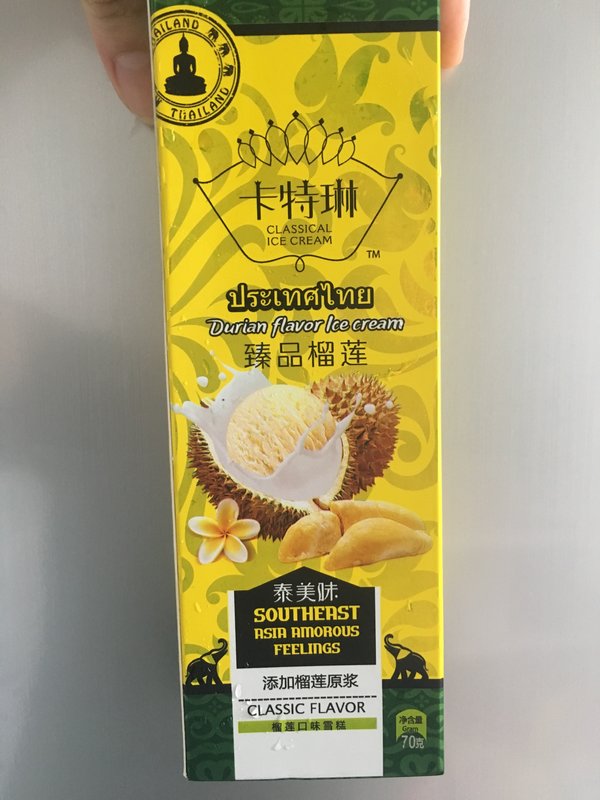 THAILAND
THAILAND
卡特琳
CLASSICAL
ICE CREAM
TM
ประเทศไทย
Durian flavor Ice cream
臻品榴莲
泰美味
SOUTHEAST
ASIA AMOROUS
FEELINGS
添加榴莲原浆
CLASSIC FLAVOR
榴莲口味雪糕
净含量
Gram
70克